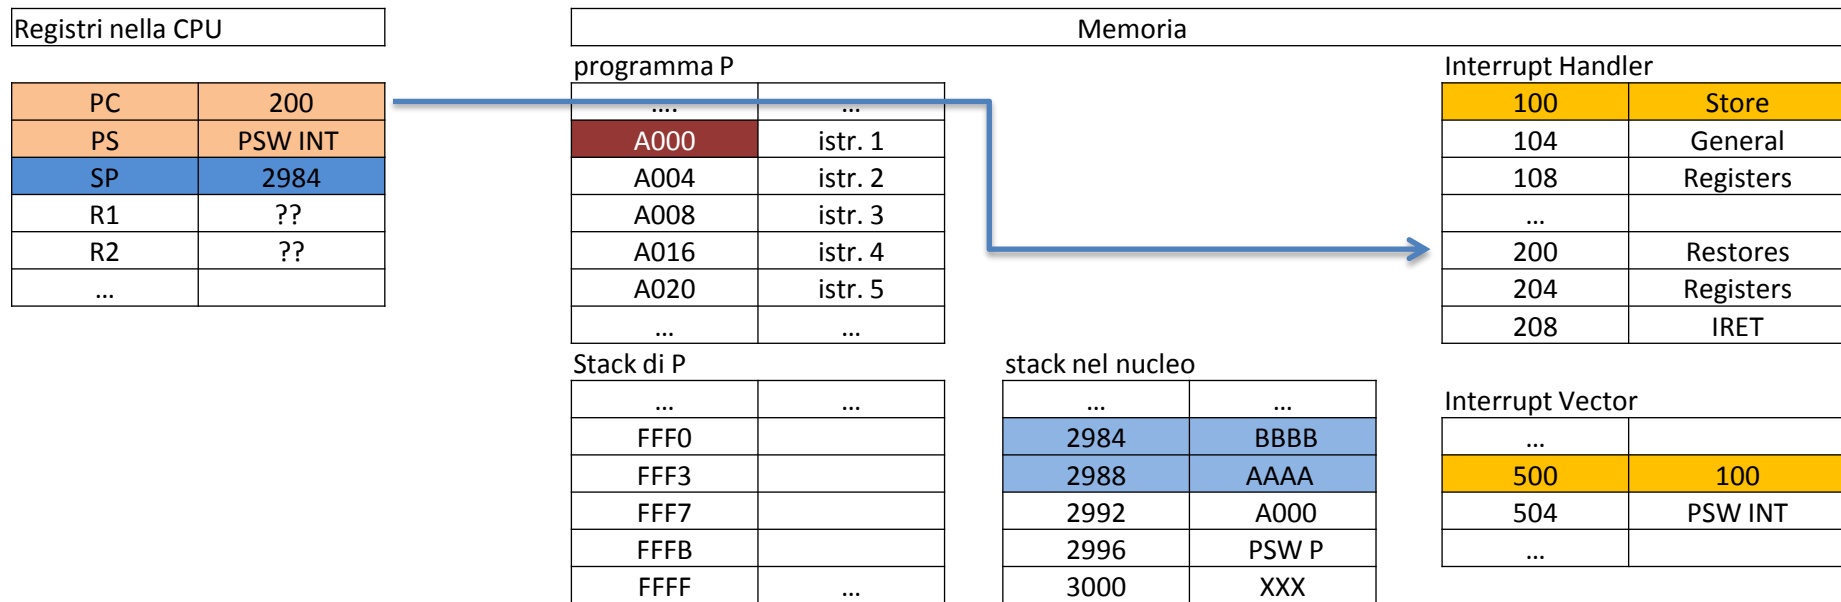 Registri nella CPU
Memoria
programma P
Interrupt Handler
PC 200
.... ...
100 Store
PS PSW INT
A000 istr. 1
104 General
SP 2984
A004 istr. 2
108 Registers
R1 ??
A008 istr. 3
...
R2 ??
A016 istr. 4
200 Restores
...
A020 istr. 5
204 Registers
... ...
208 IRET
Stack di P
stack nel nucleo
... ...
... ...
Interrupt Vector
FFF0
2984 BBBB
...
FFF3
2988 AAAA
500 100
FFF7
2992 A000
504 PSW INT
FFFB
2996 PSW P
...
FFFF ...
3000 XXX